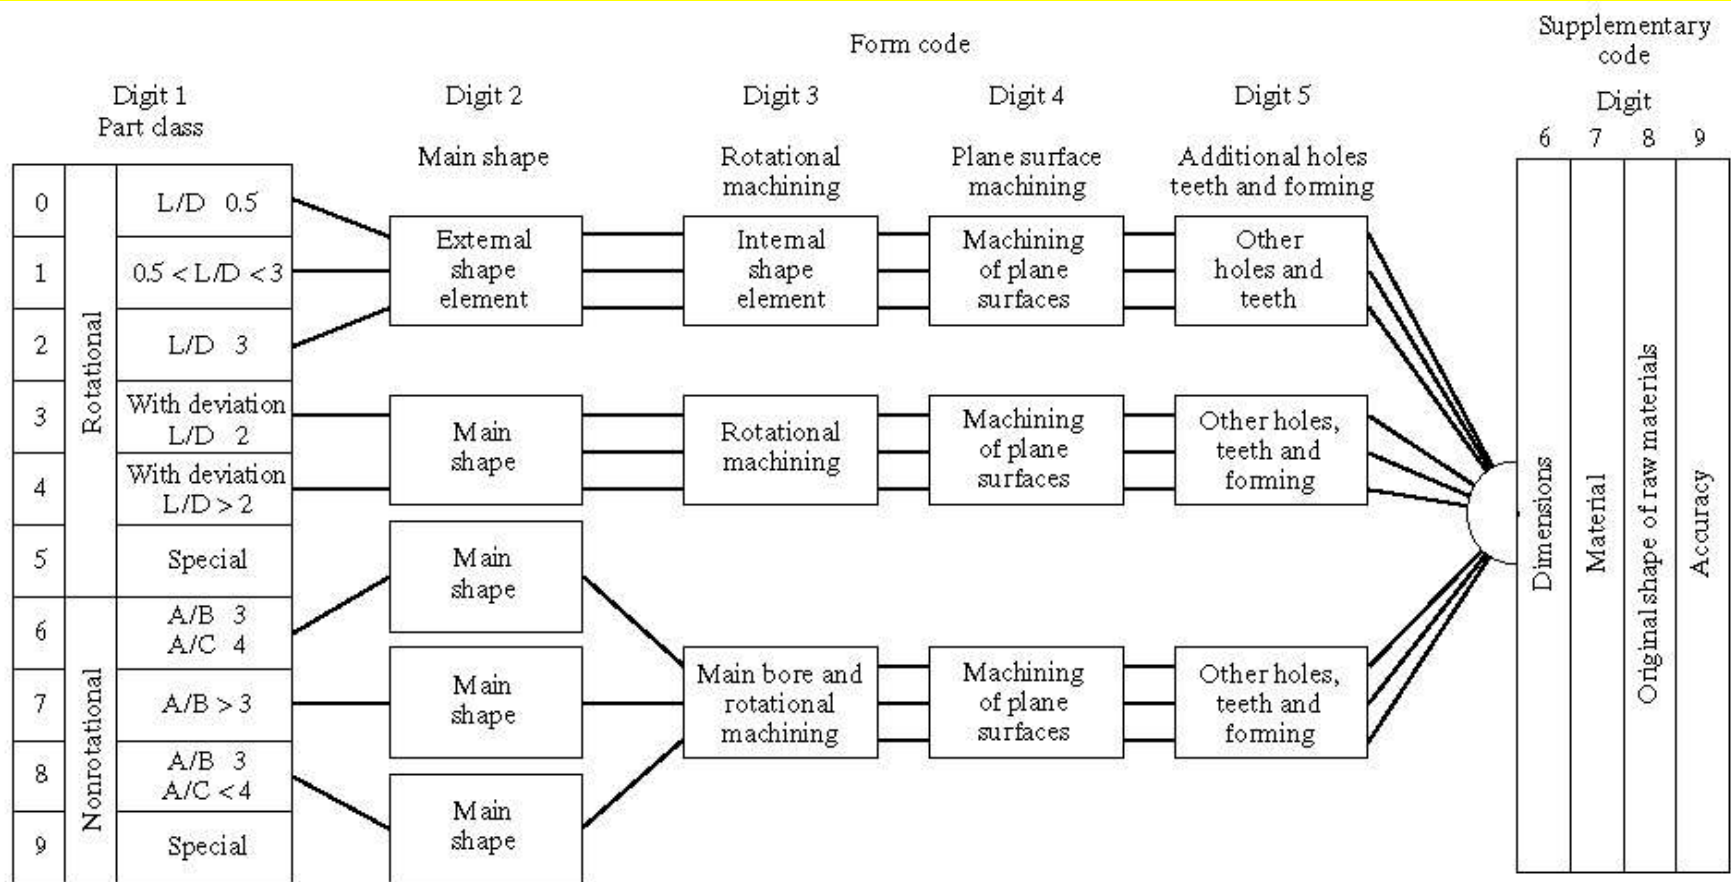 Form code
Supplementary
code
Digit 1
Part class
Digit 2
Digit 3
Digit 4
Digit 5
Digit
6 7 8 9
Main shape
Rotational
machining
Plane surface
machining
Additional holes
teeth and forming
0
1
2
3
4
5
6
7
8
9
Rotational
Nonrotational
L/D 0.5
0.5 < L/D < 3
L/D 3
With deviation
L/D 2
With deviation
L/D > 2
Special
A/B 3
A/C 4
A/B > 3
A/B 3
A/C < 4
Special
External
shape
element
Internal
shape
element
Machining
of plane
surfaces
Other
holes and
teeth
Main
shape
Rotational
machining
Machining
of plane
surfaces
Other holes,
teeth and
forming
Main
shape
Main
shape
Main
shape
Main bore and
rotational
machining
Machining
of plane
surfaces
Other holes,
teeth and
forming
Dimensions
Material
Original shape of raw materials
Accuracy